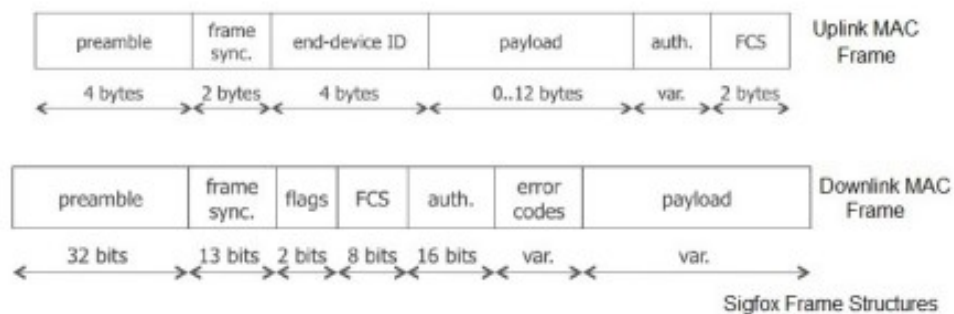 preamble
frame
sync.
end-device ID
payload
auth.
FCS
Uplink MAC
Frame
4 bytes
2 bytes
4 bytes
0..12 bytes
var.
2 bytes
preamble
frame
sync.
flags
FCS
auth.
error
codes
payload
Downlink MAC
Frame
32 bits
13 bits
2 bits
8 bits
16 bits
var.
var.
Sigfox Frame Structures